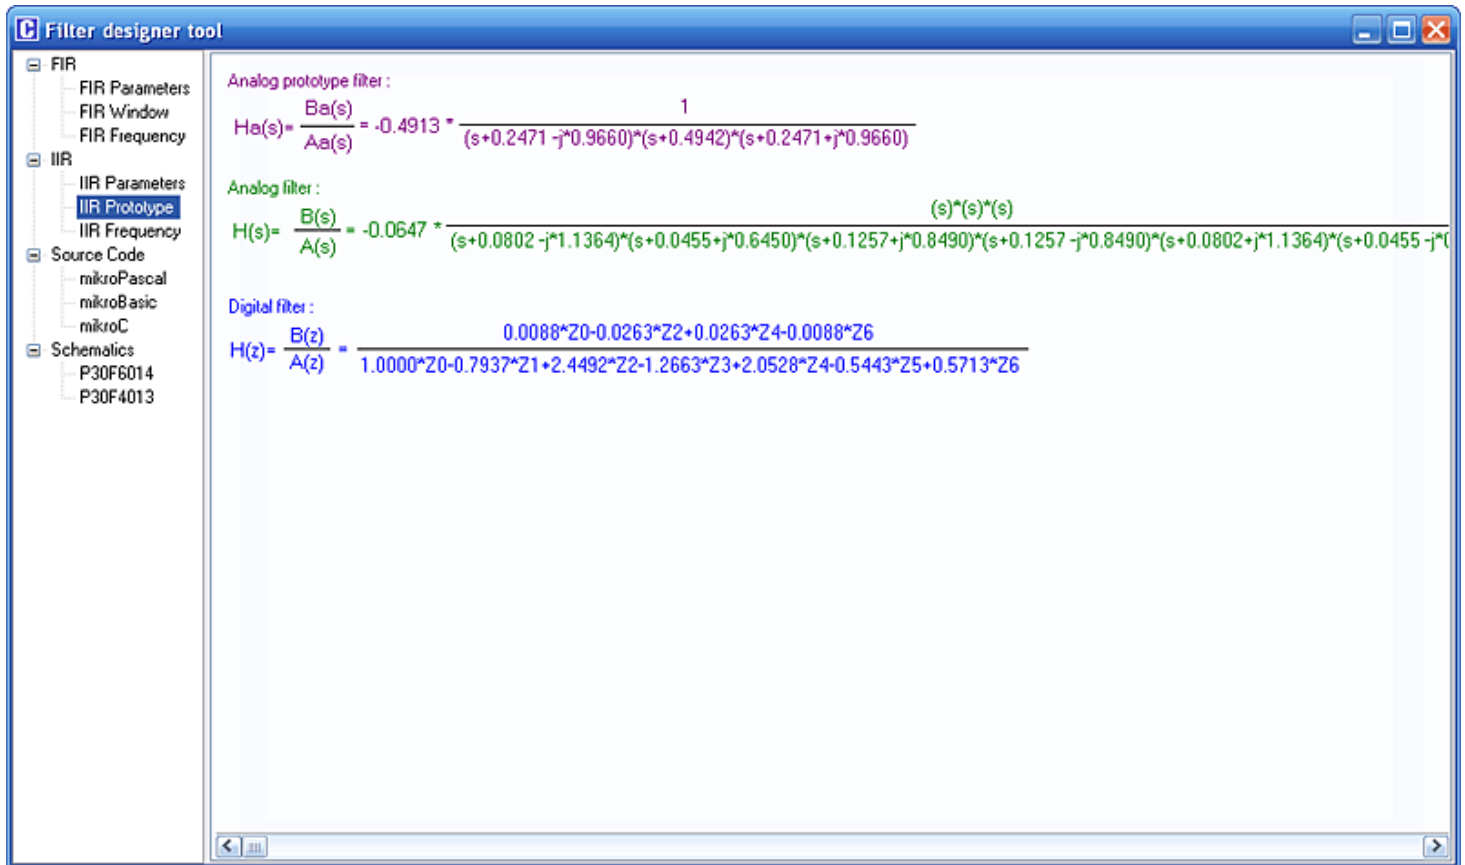 Filter designer tool
FIR
FIR Parameters
FIR Window
FIR Frequency
IIR
IIR Parameters
IIR Prototype
IIR Frequency
Source Code
mikroPascal
mikroBasic
mikroC
Schematics
P30F6014
P30F4013
Analog prototype filter :
Ba(s) 1
Ha(s)= = -0.4913 *
Aa(s) (s+0.2471 -j*0.9660)*(s+0.4942)*(s+0.2471+j*0.9660)
Analog filter :
B(s) (s)*(s)*(s)
H(s)= = -0.0647 *
A(s) (s+0.0802 -j*1.1364)*(s+0.0455+j*0.6450)*(s+0.1257+j*0.8490)*(s+0.1257 -j*0.8490)*(s+0.0802+j*1.1364)*(s+0.0455 -j*
Digital filter :
B(z) 0.0088*Z0-0.0263*Z2+0.0263*Z4-0.0088*Z6
H(z)= =
A(z) 1.0000*Z0-0.7937*Z1+2.4492*Z2-1.2663*Z3+2.0528*Z4-0.5443*Z5+0.5713*Z6